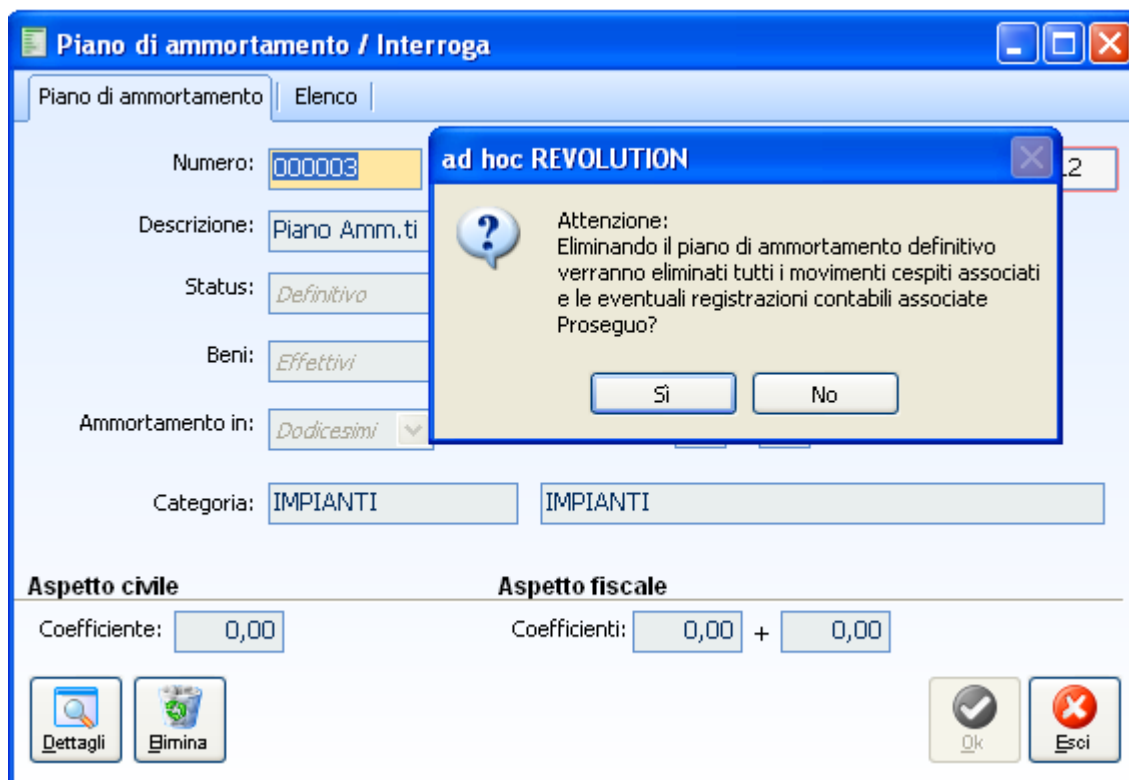 Piano di ammortamento / Interroga
Piano di ammortamento Elenco
Numero: 000003
12
Descrizione: Piano Amm.ti
Status: Definitivo
Beni: Effettivi
Ammortamento in: Dodicesimi
ad hoc REVOLUTION
Attenzione:
Eliminando il piano di ammortamento definitivo
verranno eliminati tutti i movimenti cespiti associati
e le eventuali registrazioni contabili associate
Proseguo?
Sì No
Categoria: IMPIANTI IMPIANTI
Aspetto civile Aspetto fiscale
Coefficiente: 0,00 Coefficienti: 0,00 + 0,00
Dettagli Elimina Ok Esci